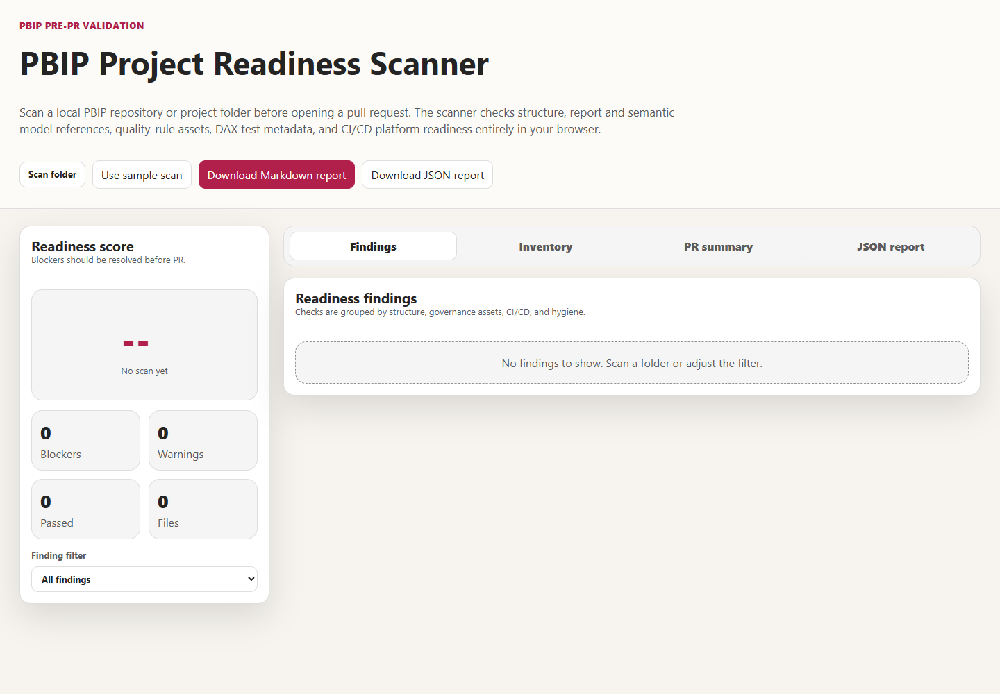 PBIP PRE-PR VALIDATION
PBIP Project Readiness Scanner
Scan a local PBIP repository or project folder before opening a pull request. The scanner checks structure, report and semantic
model references, quality-rule assets, DAX test metadata, and CI/CD platform readiness entirely in your browser.
Scan folder
Use sample scan
Download Markdown report
Download JSON report
Readiness score
Blockers should be resolved before PR.
--
No scan yet
0
Blockers
0
Warnings
0
Passed
0
Files
Finding filter
All findings
Findings
Inventory
PR summary
JSON report
Readiness findings
Checks are grouped by structure, governance assets, CI/CD, and hygiene.
No findings to show. Scan a folder or adjust the filter.